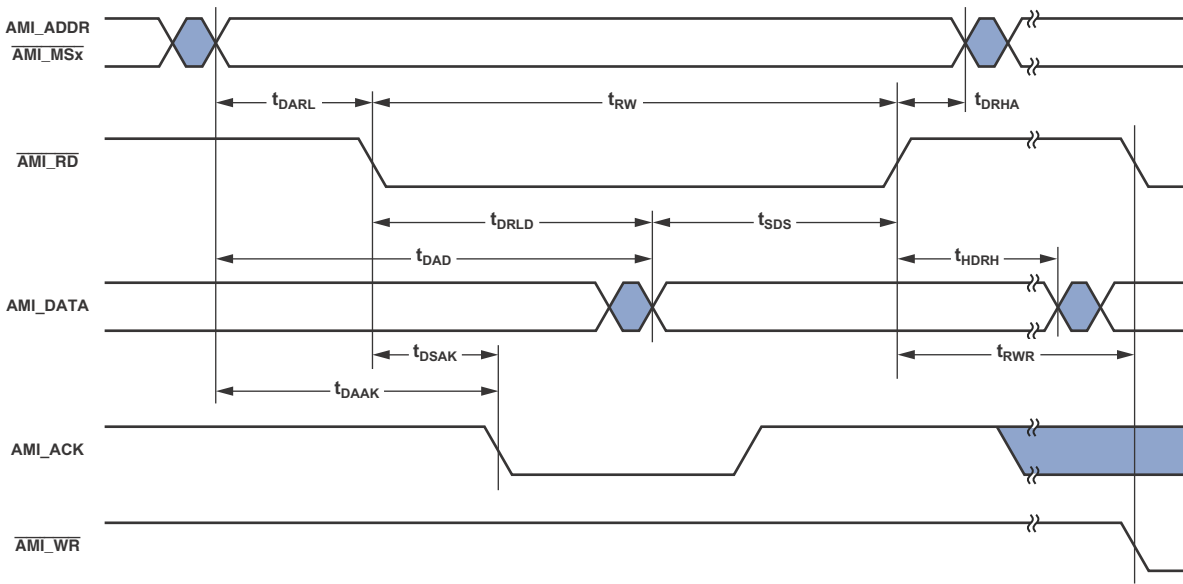 AMI_ADDR
AMI_MSx
tDARL
tRW
tDRHA
AMI_RD
tDRLD
tSDS
tDAD
tHDRH
AMI_DATA
tDSAK
tRWR
tDAAK
AMI_ACK
AMI_WR